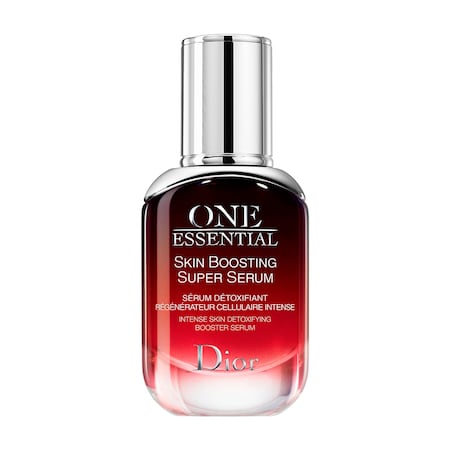 ONE
ESSENTIAL
SKIN BOOSTING
SUPER SERUM
SÉRUM DÉTOXIFIANT
RÉGÉNÉRATEUR CELLULAIRE INTENSE
INTENSE SKIN DETOXIFYING
BOOSTER SERUM
Dior